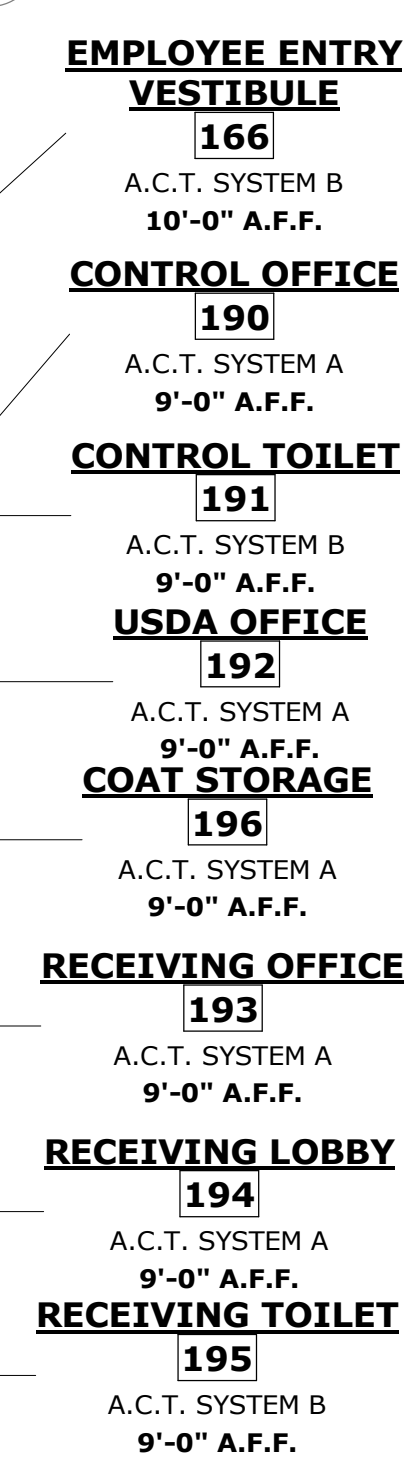 EMPLOYEE ENTRY
VESTIBULE
166
A.C.T. SYSTEM B
10'-0" A.F.F.
CONTROL OFFICE
190
A.C.T. SYSTEM A
9'-0" A.F.F.
CONTROL TOILET
191
A.C.T. SYSTEM B
9'-0" A.F.F.
USDA OFFICE
192
A.C.T. SYSTEM A
9'-0" A.F.F.
COAT STORAGE
196
A.C.T. SYSTEM A
9'-0" A.F.F.
RECEIVING OFFICE
193
A.C.T. SYSTEM A
9'-0" A.F.F.
RECEIVING LOBBY
194
A.C.T. SYSTEM A
9'-0" A.F.F.
RECEIVING TOILET
195
A.C.T. SYSTEM B
9'-0" A.F.F.